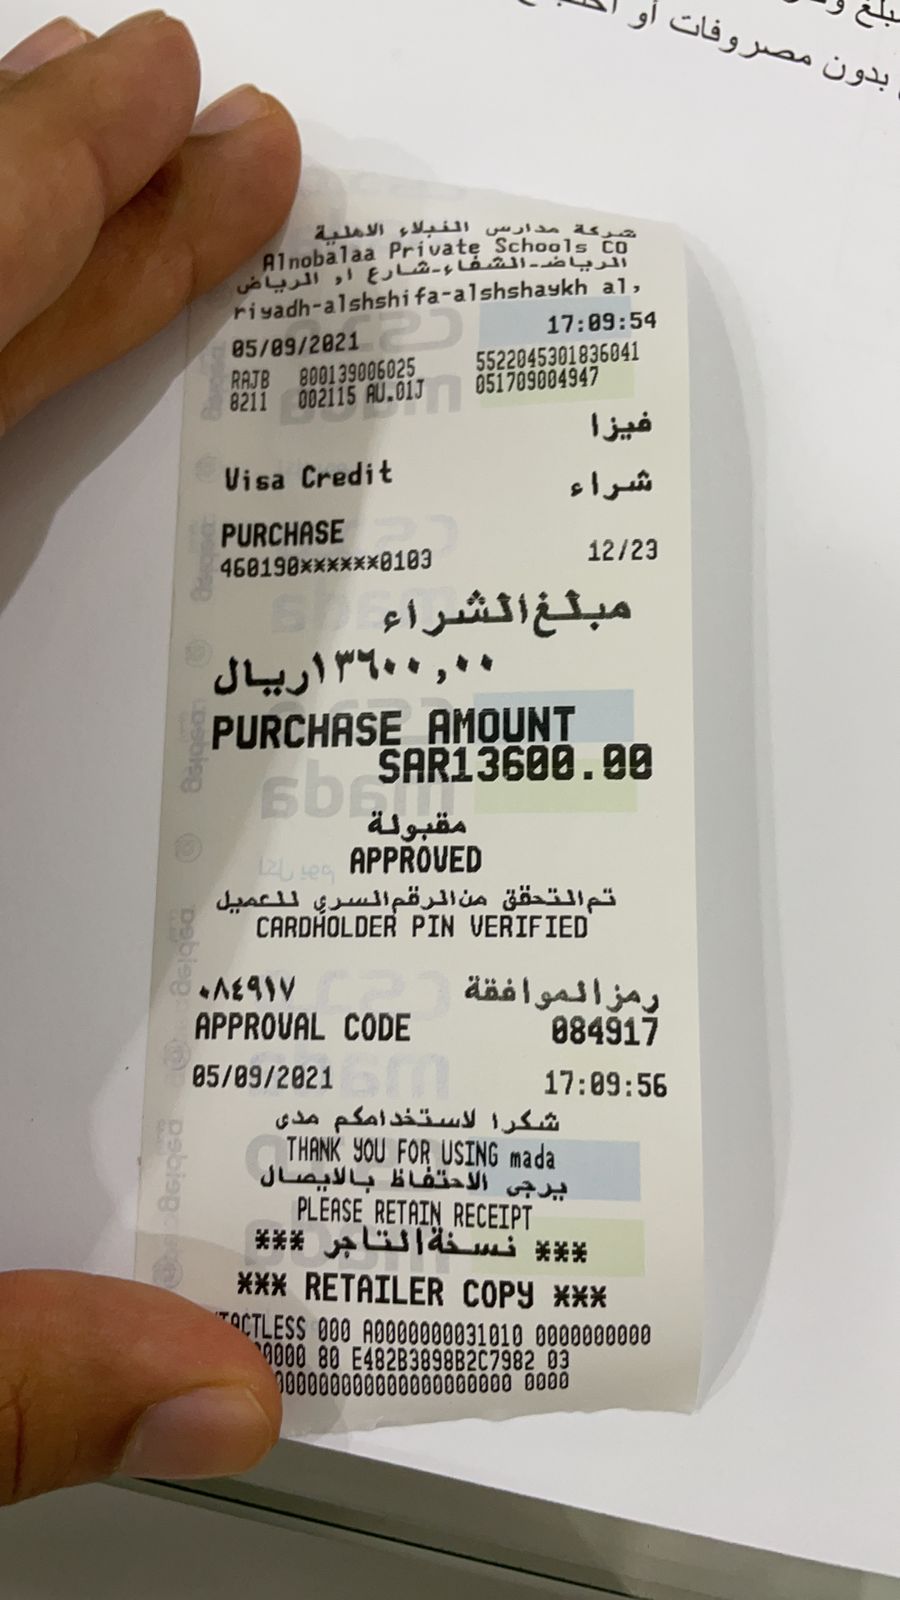 بدون مصروفات أو
شركة مدارس النبلاء الاهلية
Alnobalaa Private Schools CO
الرياض-الشفاء-شارع او الرياض
riyadh-alshshifa-alshshaykh al,
05/09/2021 17:09:54
RAJB 800139006025 5522045301836041
8211 002115 AU.01J 051709004947
فيزا
Visa Credit شراء
PURCHASE
460190******0103 12/23
مبلغ الشراء
١٣٦٠٠,٠٠ ريال
PURCHASE AMOUNT
SAR13600.00
مقبولة
APPROVED
تم التحقق من الرقم السري للعميل
CARDHOLDER PIN VERIFIED
رمز الموافقة ٠٨٤٩١٧
APPROVAL CODE 084917
05/09/2021 17:09:56
شكرا لاستخدامكم مدى
THANK YOU FOR USING mada
يرجى الاحتفاظ بالايصال
PLEASE RETAIN RECEIPT
*** نسخة التاجر ***
*** RETAILER COPY ***
000 A0000000031010 0000000000
80 E482B3898B2C7982 03
0000